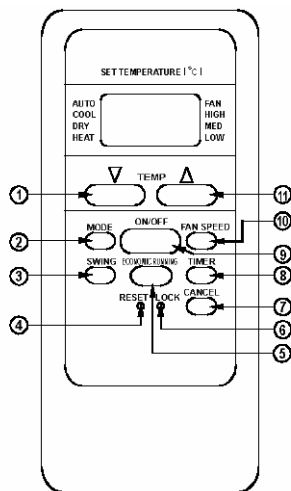 SET TEMPERATURE (°C)
AUTO FAN
COOL HIGH
DRY MED
HEAT LOW
TEMP
1 11
ON/OFF
10
MODE FAN SPEED
2 9
SWING ECONOMIC RUNNING TIMER
3 8
RESET LOCK CANCEL
7
4 6
5